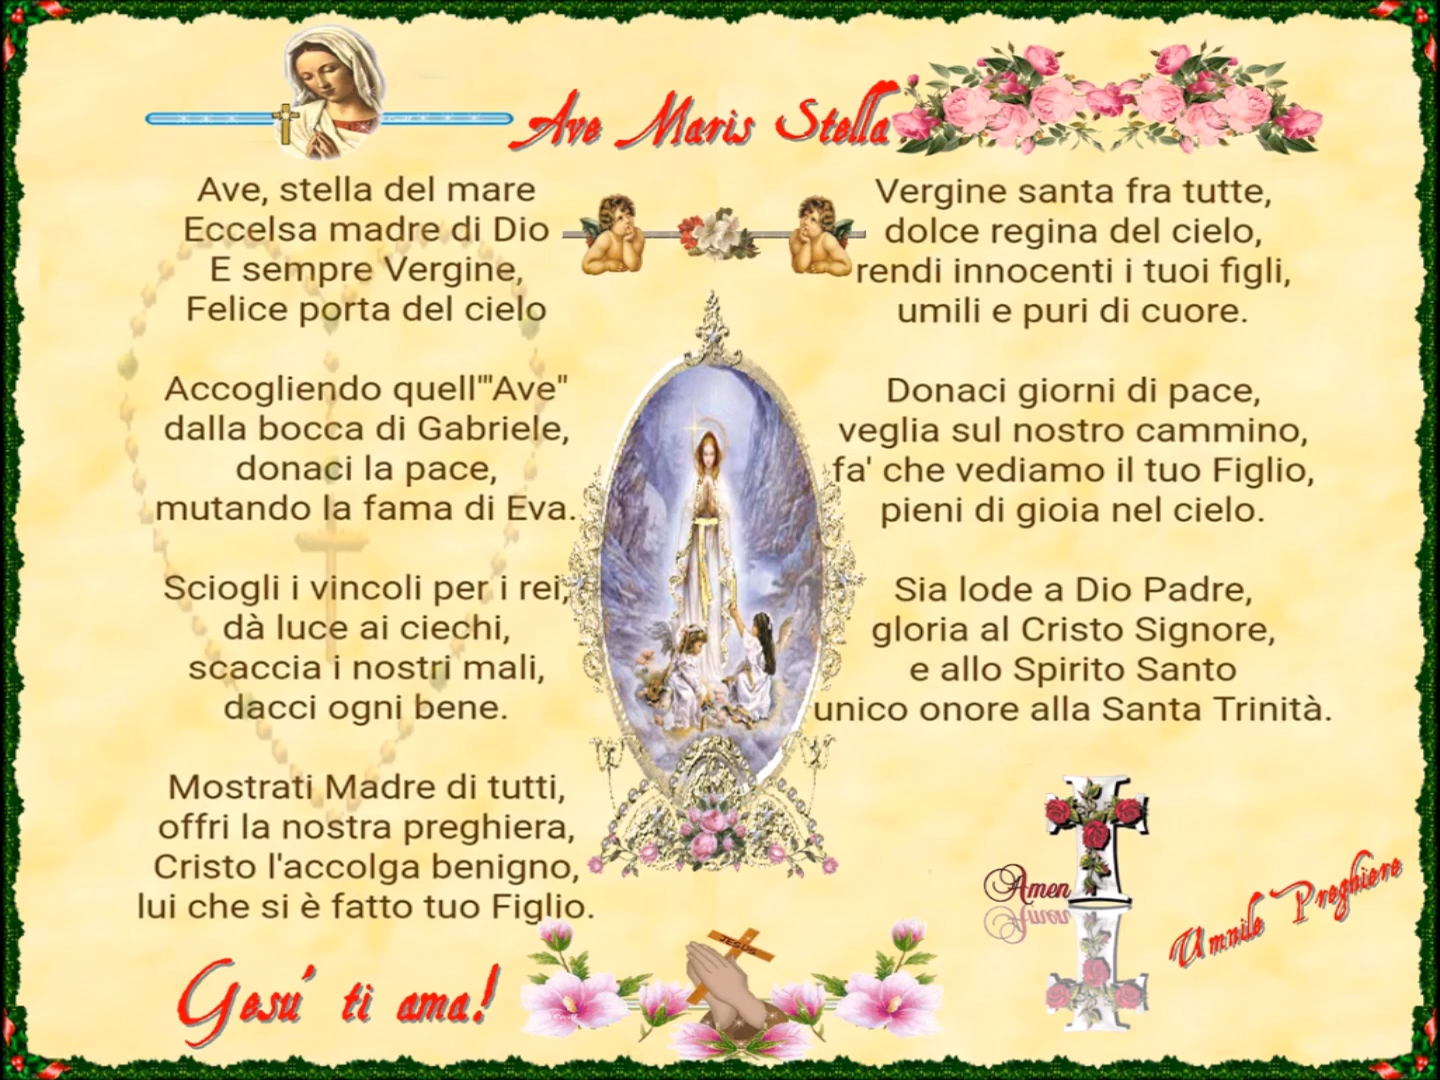 Ave Maris Stella
Ave, stella del mare
Eccelsa madre di Dio
E sempre Vergine,
Felice porta del cielo
Accogliendo quell'"Ave"
dalla bocca di Gabriele,
donaci la pace,
mutando la fama di Eva.
Sciogli i vincoli per i rei,
dà luce ai ciechi,
scaccia i nostri mali,
dacci ogni bene.
Mostrati Madre di tutti,
offri la nostra preghiera,
Cristo l'accolga benigno,
lui che si è fatto tuo Figlio.
Vergine santa fra tutte,
dolce regina del cielo,
rendi innocenti i tuoi figli,
umili e puri di cuore.
Donaci giorni di pace,
veglia sul nostro cammino,
fa' che vediamo il tuo Figlio,
pieni di gioia nel cielo.
Sia lode a Dio Padre,
gloria al Cristo Signore,
e allo Spirito Santo
unico onore alla Santa Trinità.
Amen
Umnile Preghiere
Gesú ti ama!
JESUS